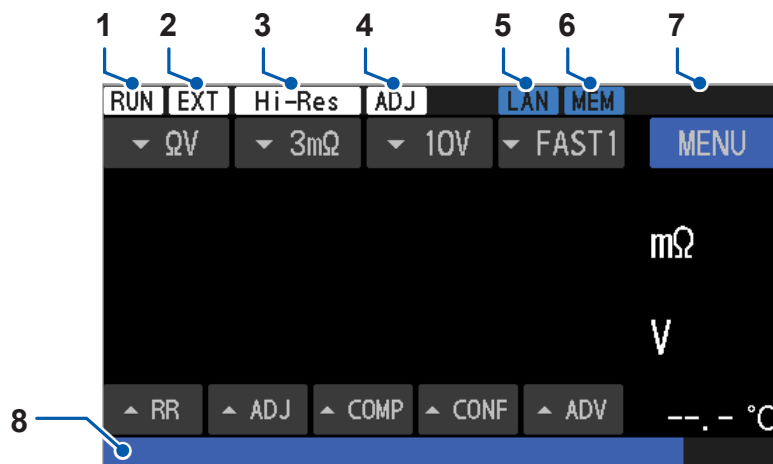 1 2 3 4 5 6 7
RUN EXT Hi-Res ADJ LAN MEM
ΩV 3mΩ 10V FAST1 MENU
mΩ
V
RR ADJ COMP CONF ADV --.- °C
8